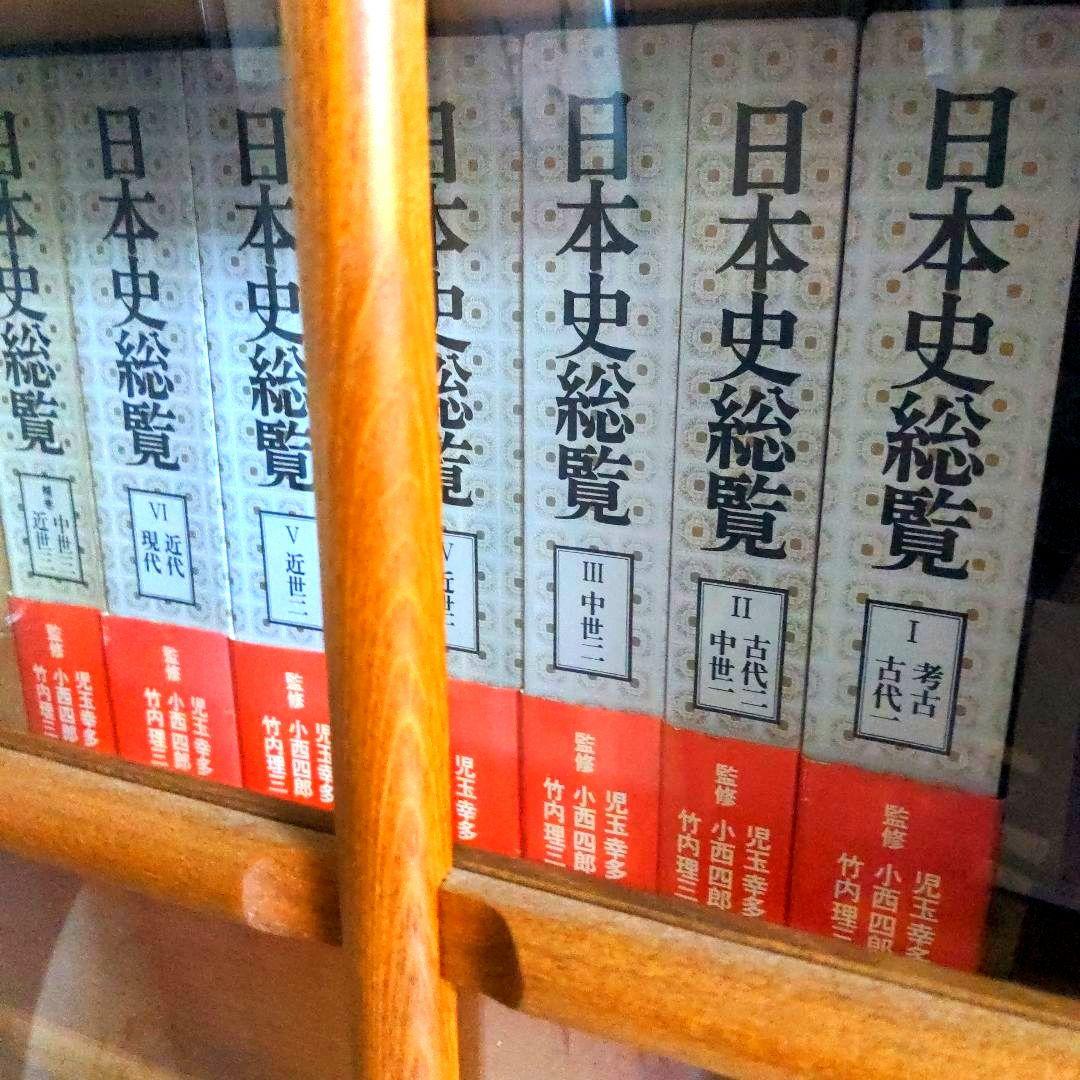 日本史総覧
I 考古
古代一
監修
児玉幸多
小西四郎
竹内理三
日本史総覧
II 古代二
中世一
監修
児玉幸多
小西四郎
竹内理三
日本史総覧
III 中世二
監修
児玉幸多
小西四郎
竹内理三
日本史総覧
近世
児玉幸多
日本史総覧
V 近世二
監修
児玉幸多
小西四郎
竹内理三
日本史総覧
VI 近代
現代
監修
児玉幸多
小西四郎
竹内理三
日本史総覧
補巻
中世三
近世三
監修
児玉幸多
小西四郎
竹内理三